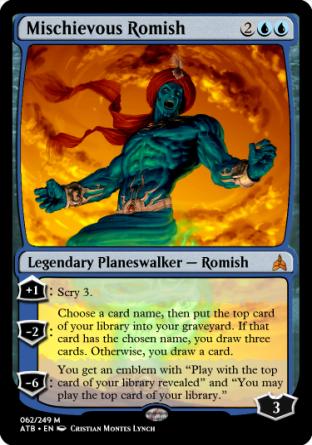 Mischievous Romish 2
Legendary Planeswalker — Romish
+1: Scry 3.
Choose a card name, then put the top card
of your library into your graveyard. If that
-2: card has the chosen name, you draw three
cards. Otherwise, you draw a card.
You get an emblem with “Play with the top
-6: card of your library revealed” and “You may
play the top card of your library.”
3
062/249 M
ATB • EN Cristian Montes Lynch